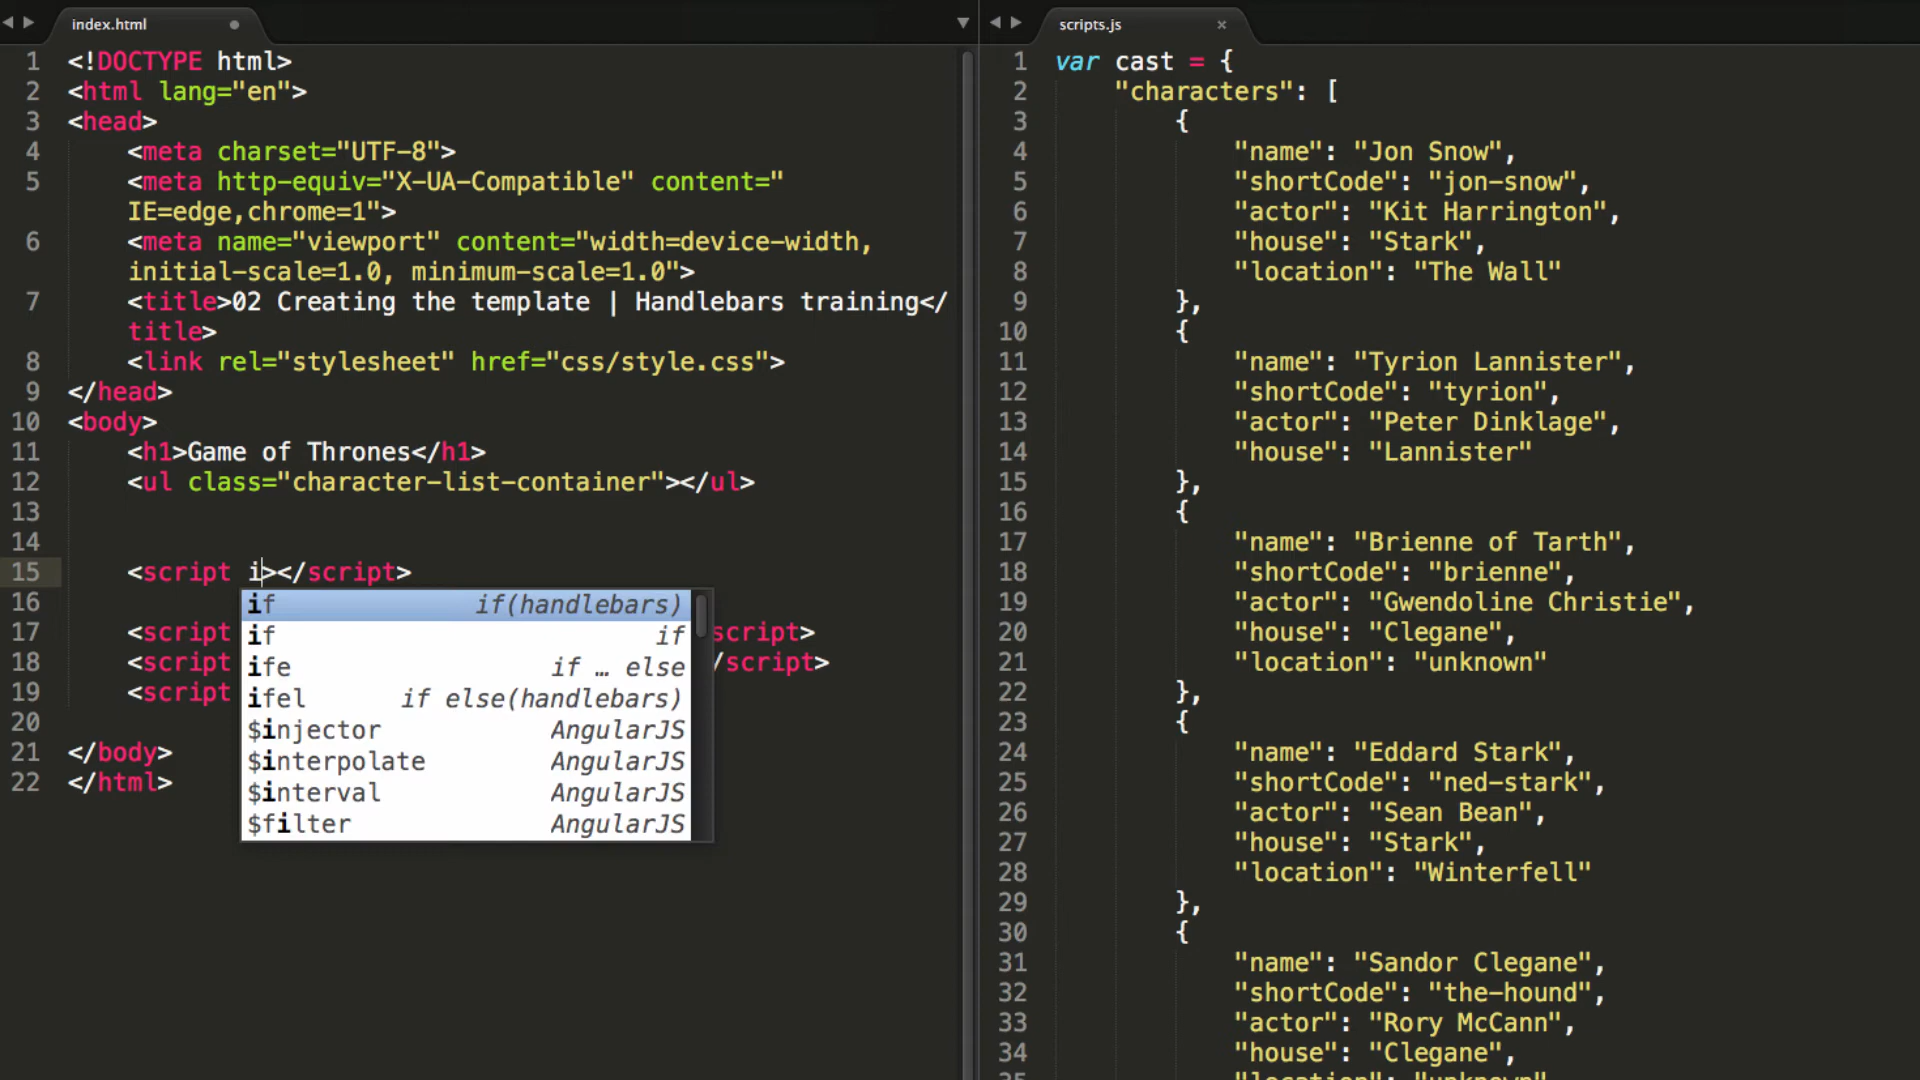 index.html
1 <!DOCTYPE html>
2 <html lang="en">
3 <head>
4 <meta charset="UTF-8">
5 <meta http-equiv="X-UA-Compatible" content="
IE=edge,chrome=1">
6 <meta name="viewport" content="width=device-width,
initial-scale=1.0, minimum-scale=1.0">
7 <title>02 Creating the template | Handlebars training</
title>
8 <link rel="stylesheet" href="css/style.css">
9 </head>
10 <body>
11 <h1>Game of Thrones</h1>
12 <ul class="character-list-container"></ul>
13
14
15 <script i></script>
16
17 <script script>
18 <script /script>
19 <script
20
21 </body>
22 </html>
if if(handlebars)
if if
ife if … else
ifel if else(handlebars)
$injector AngularJS
$interpolate AngularJS
$interval AngularJS
$filter AngularJS
scripts.js
1 var cast = {
2 "characters": [
3 {
4 "name": "Jon Snow",
5 "shortCode": "jon-snow",
6 "actor": "Kit Harrington",
7 "house": "Stark",
8 "location": "The Wall"
9 },
10 {
11 "name": "Tyrion Lannister",
12 "shortCode": "tyrion",
13 "actor": "Peter Dinklage",
14 "house": "Lannister"
15 },
16 {
17 "name": "Brienne of Tarth",
18 "shortCode": "brienne",
19 "actor": "Gwendoline Christie",
20 "house": "Clegane",
21 "location": "unknown"
22 },
23 {
24 "name": "Eddard Stark",
25 "shortCode": "ned-stark",
26 "actor": "Sean Bean",
27 "house": "Stark",
28 "location": "Winterfell"
29 },
30 {
31 "name": "Sandor Clegane",
32 "shortCode": "the-hound",
33 "actor": "Rory McCann",
34 "house": "Clegane",